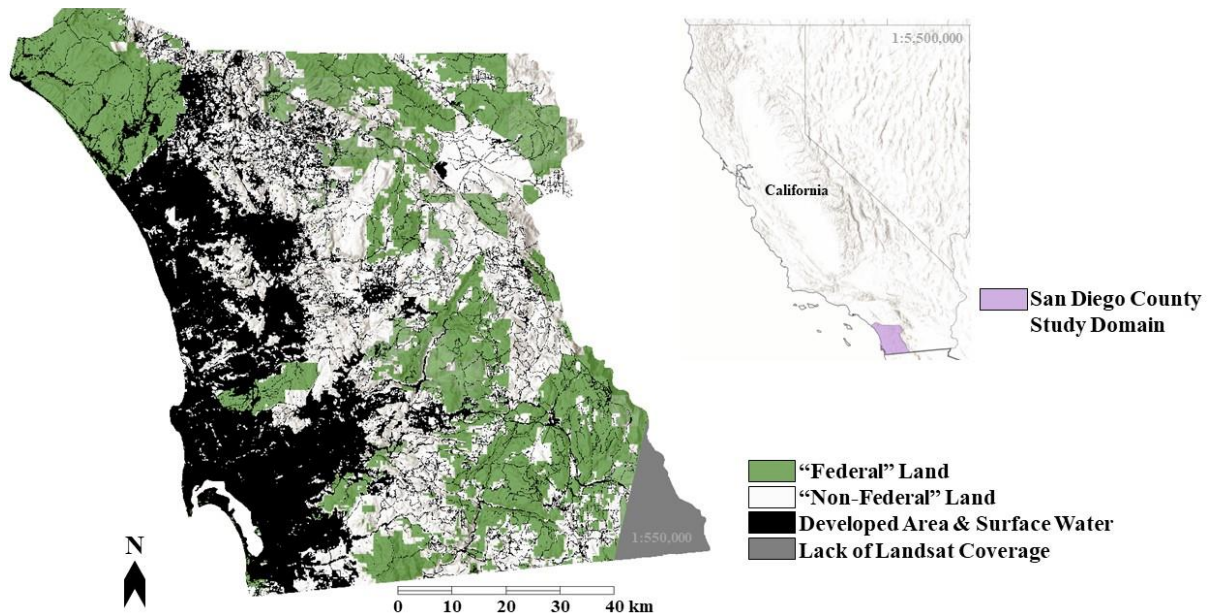 1:5,500,000
California
San Diego County
Study Domain
“Federal” Land
“Non-Federal” Land
Developed Area & Surface Water
Lack of Landsat Coverage
1:550,000
N
0 10 20 30 40 km